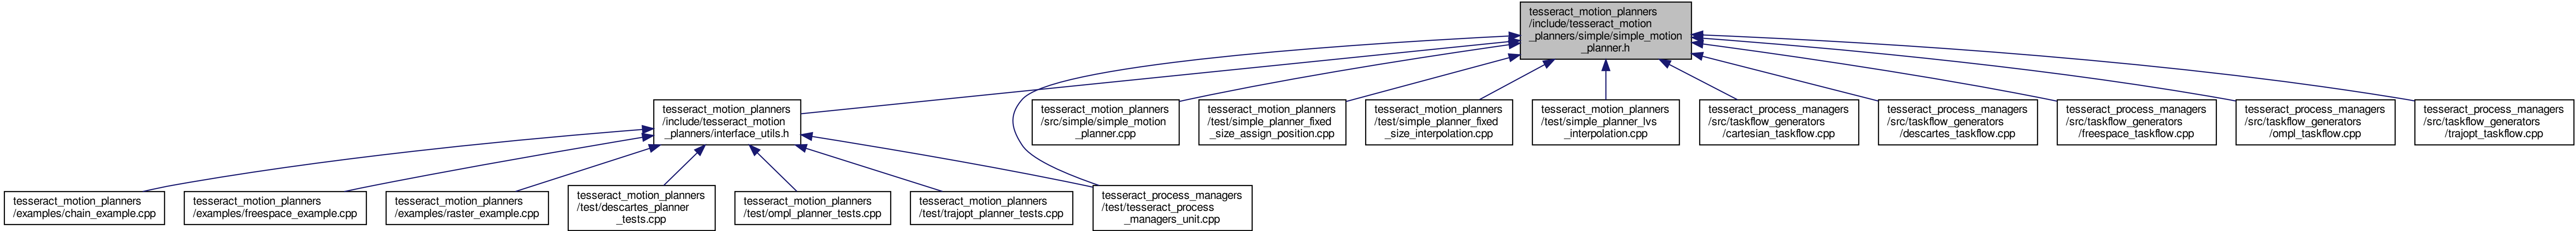 tesseract_motion_planners
/include/tesseract_motion
_planners/simple/simple_motion
_planner.h
tesseract_motion_planners
/include/tesseract_motion
_planners/interface_utils.h
tesseract_motion_planners
/src/simple/simple_motion
_planner.cpp
tesseract_motion_planners
/test/simple_planner_fixed
_size_assign_position.cpp
tesseract_motion_planners
/test/simple_planner_fixed
_size_interpolation.cpp
tesseract_motion_planners
/test/simple_planner_lvs
_interpolation.cpp
tesseract_process_managers
/src/taskflow_generators
/cartesian_taskflow.cpp
tesseract_process_managers
/src/taskflow_generators
/descartes_taskflow.cpp
tesseract_process_managers
/src/taskflow_generators
/freespace_taskflow.cpp
tesseract_process_managers
/src/taskflow_generators
/ompl_taskflow.cpp
tesseract_process_managers
/src/taskflow_generators
/trajopt_taskflow.cpp
tesseract_motion_planners
/examples/chain_example.cpp
tesseract_motion_planners
/examples/freespace_example.cpp
tesseract_motion_planners
/examples/raster_example.cpp
tesseract_motion_planners
/test/descartes_planner
_tests.cpp
tesseract_motion_planners
/test/ompl_planner_tests.cpp
tesseract_motion_planners
/test/trajopt_planner_tests.cpp
tesseract_process_managers
/test/tesseract_process
_managers_unit.cpp